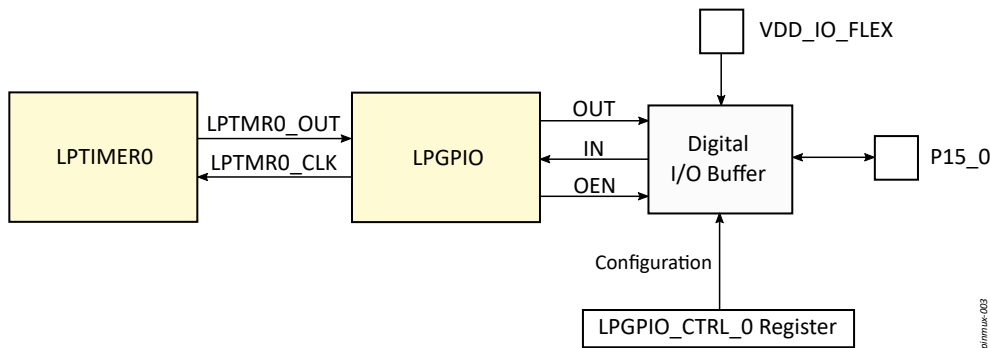 VDD_IO_FLEX
LPTIMER0
LPTMR0_OUT
LPTMR0_CLK
LPGPIO
OUT
IN
OEN
Digital
I/O Buffer
P15_0
Configuration
LPGPIO_CTRL_0 Register
pinmux-003